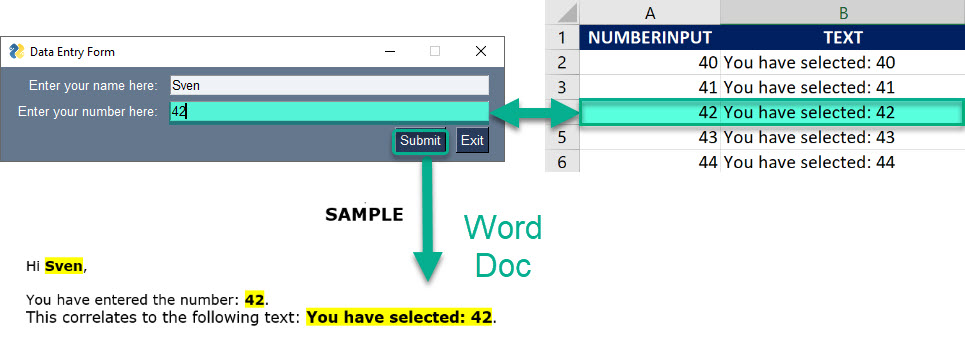 Data Entry Form
Enter your name here: Sven
Enter your number here: 42
Submit Exit
A B
1 NUMBERINPUT TEXT
2 40 You have selected: 40
3 41 You have selected: 41
4 42 You have selected: 42
5 43 You have selected: 43
6 44 You have selected: 44
SAMPLE
Word
Doc
Hi Sven,
You have entered the number: 42.
This correlates to the following text: You have selected: 42.